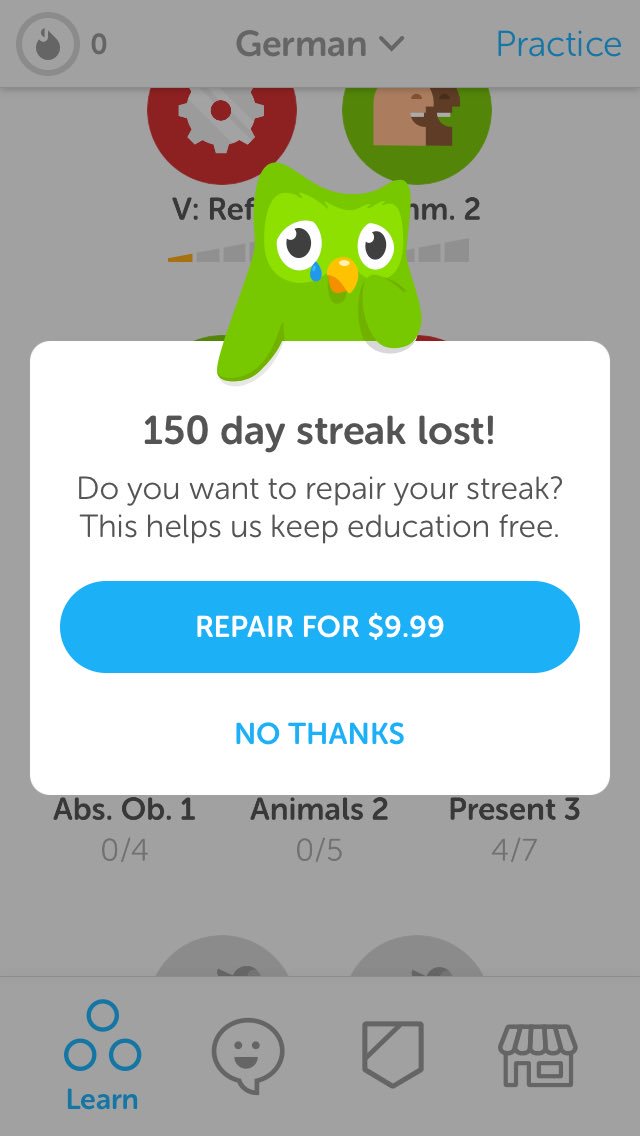 0 German Practice
V: Ref mm. 2
150 day streak lost!
Do you want to repair your streak?
This helps us keep education free.
REPAIR FOR $9.99
NO THANKS
Abs. Ob. 1 Animals 2 Present 3
0/4 0/5 4/7
Learn